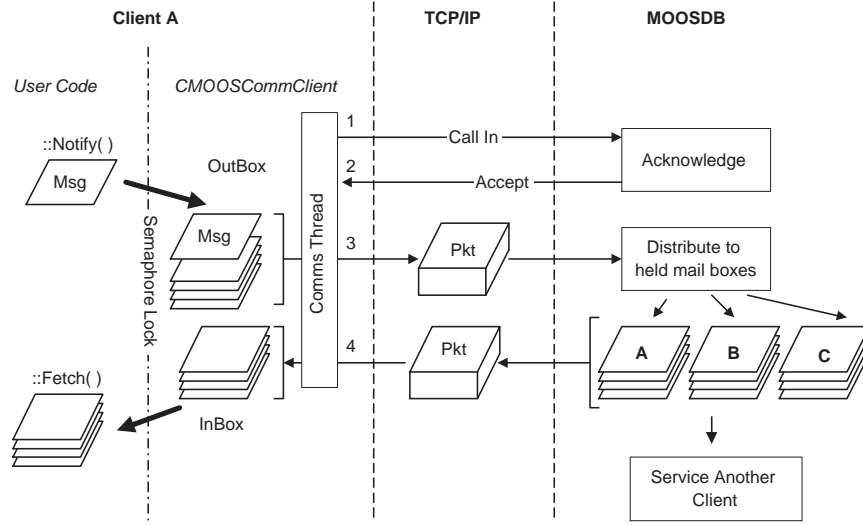 Client A
TCP/IP
MOOSDB
User Code
CMOOSCommClient
::Notify( )
Msg
OutBox
Msg
Semaphore Lock
Comms Thread
1
Call In
2
Accept
Acknowledge
3
Pkt
Distribute to
held mail boxes
4
Pkt
A
B
C
::Fetch( )
InBox
Service Another
Client